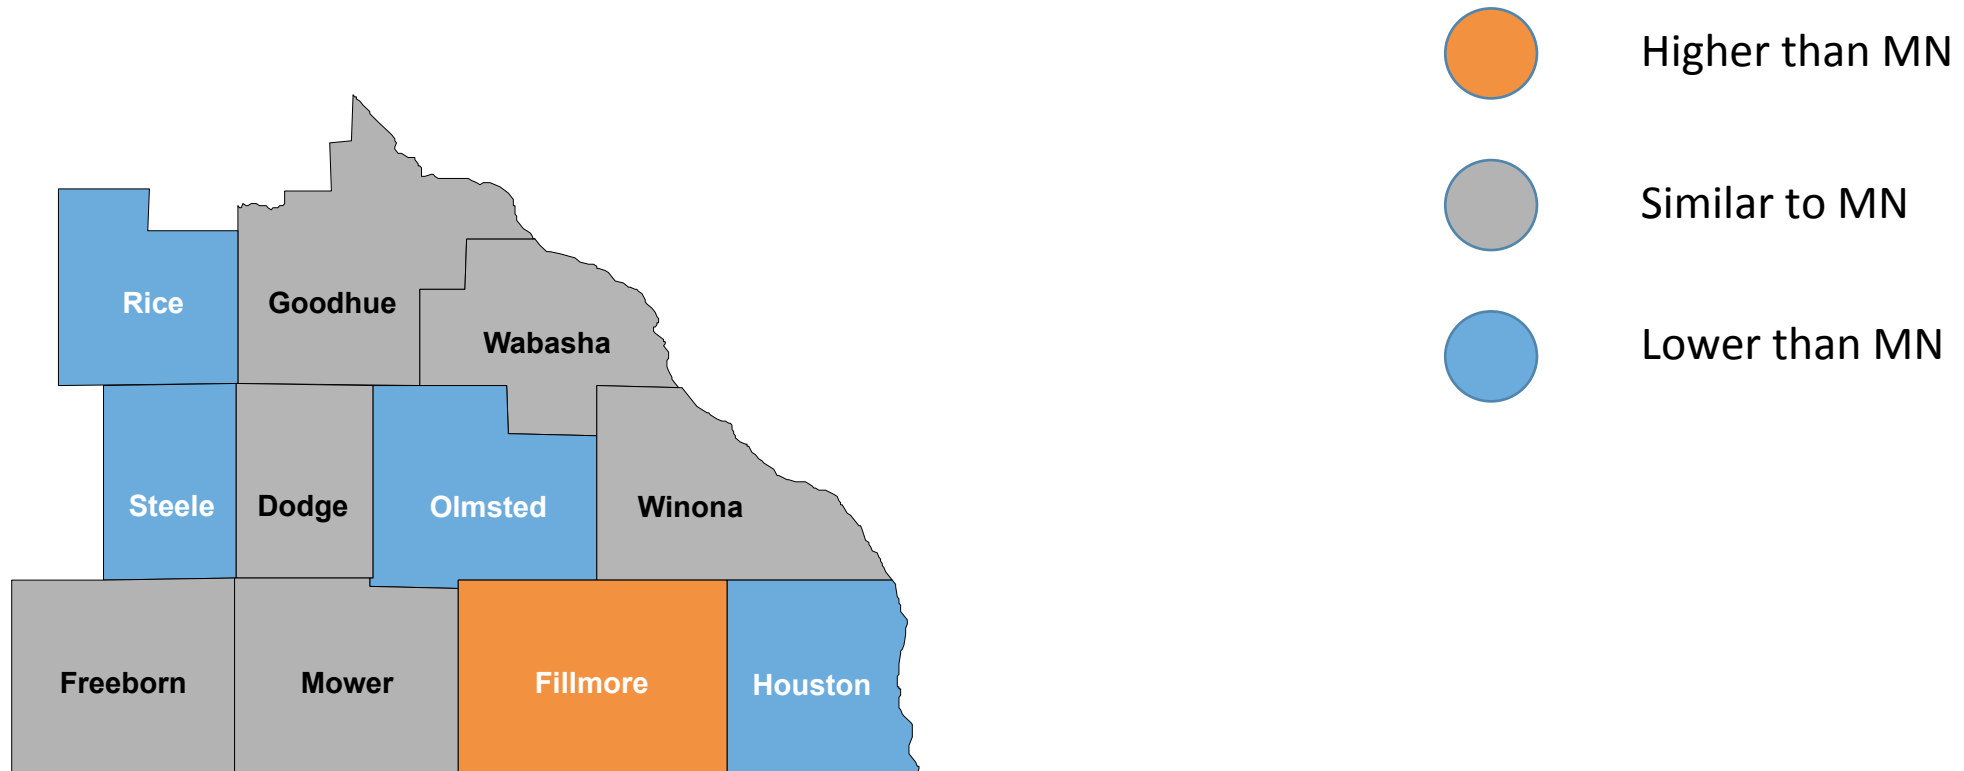 Higher than MN
Similar to MN
Lower than MN
Rice
Goodhue
Wabasha
Steele
Dodge
Olmsted
Winona
Freeborn
Mower
Fillmore
Houston